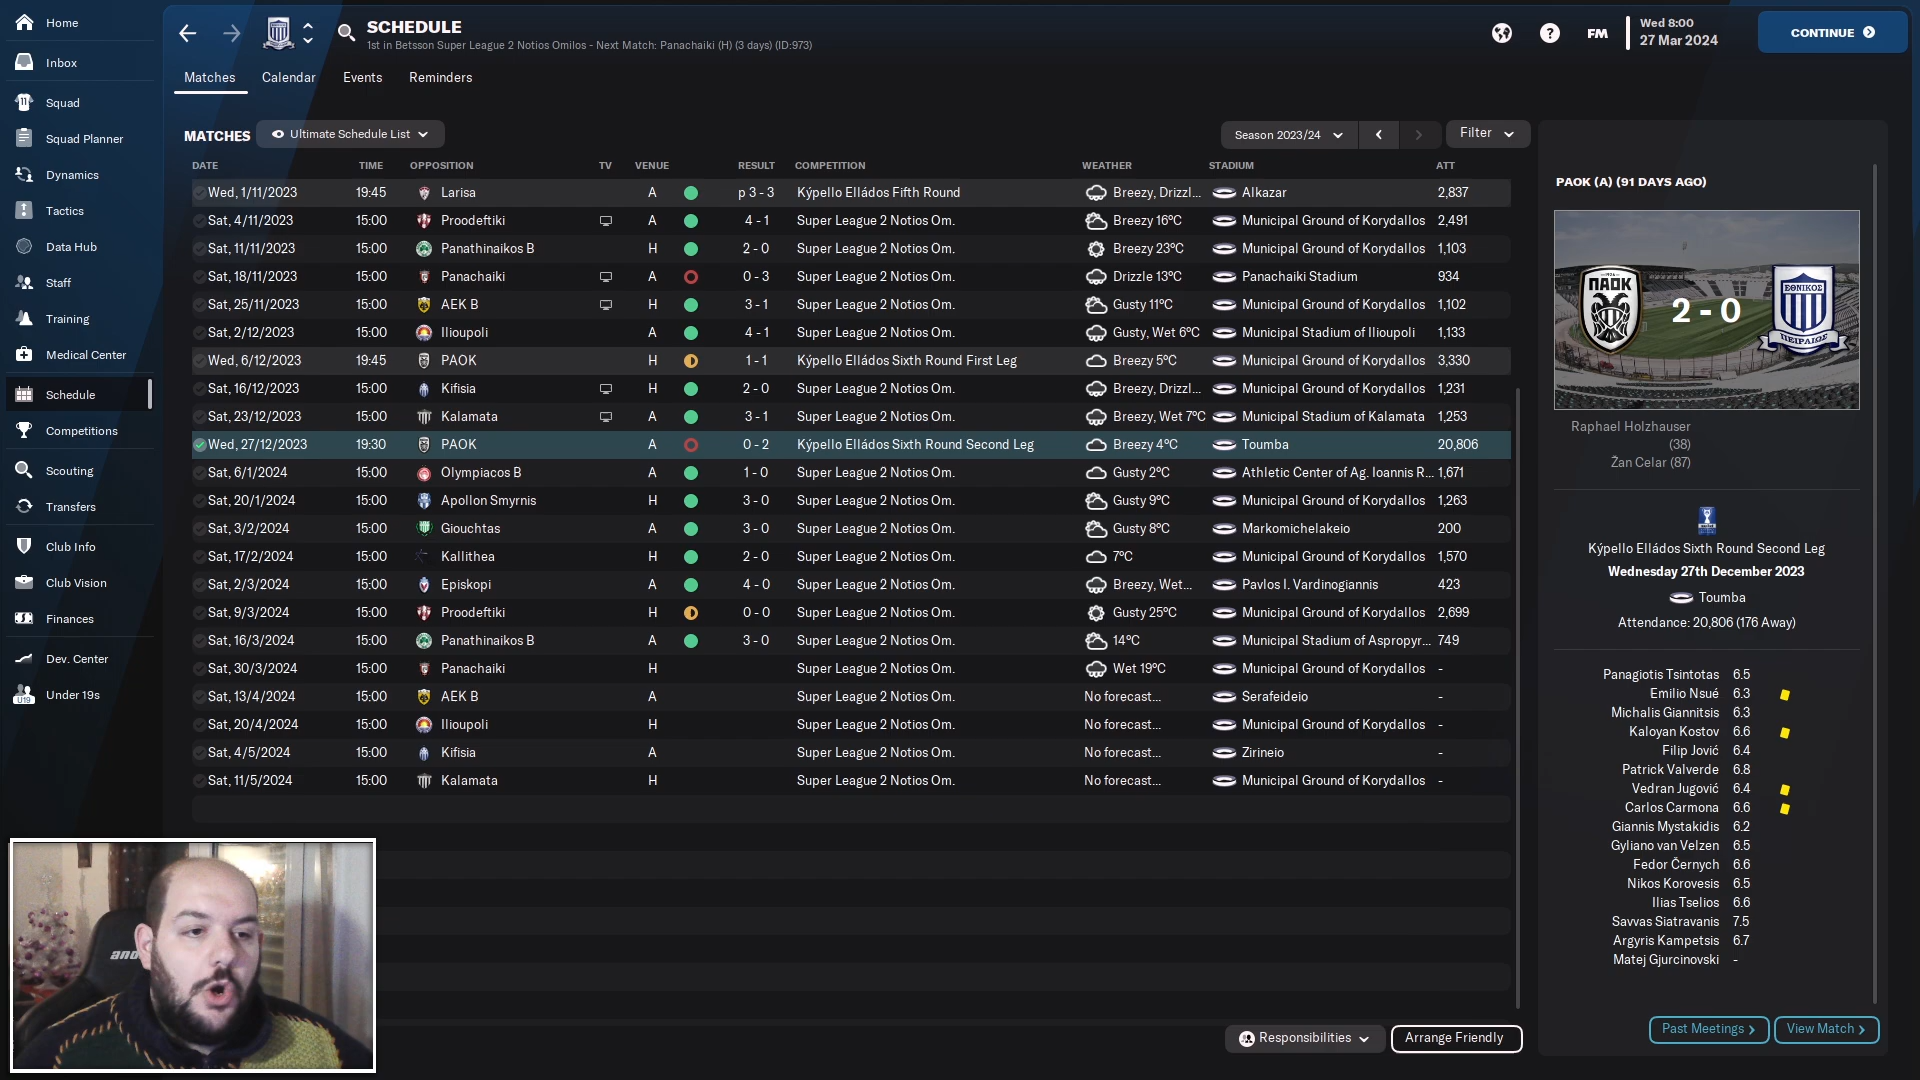 Home
Inbox
Squad
Squad Planner
Dynamics
Tactics
Data Hub
Staff
Training
Medical Center
Schedule
Competitions
Scouting
Transfers
Club Info
Club Vision
Finances
Dev. Center
Under 19s
SCHEDULE
1st in Betsson Super League 2 Notios Omilos - Next Match: Panachaiki (H) (3 days) (ID:973)
FM
Wed 8:00
27 Mar 2024
CONTINUE
Matches Calendar Events Reminders
MATCHES Ultimate Schedule List Season 2023/24 Filter
DATE TIME OPPOSITION TV VENUE RESULT COMPETITION WEATHER STADIUM ATT
Wed, 1/11/2023 19:45 Larisa A p 3 - 3 Kýpello Elládos Fifth Round Breezy, Drizzl... Alkazar 2,837
Sat, 4/11/2023 15:00 Proodeftiki A 4 - 1 Super League 2 Notios Om. Breezy 16ºC Municipal Ground of Korydallos 2,491
Sat, 11/11/2023 15:00 Panathinaikos B H 2 - 0 Super League 2 Notios Om. Breezy 23ºC Municipal Ground of Korydallos 1,103
Sat, 18/11/2023 15:00 Panachaiki A 0 - 3 Super League 2 Notios Om. Drizzle 13ºC Panachaiki Stadium 934
Sat, 25/11/2023 15:00 AEK B H 3 - 1 Super League 2 Notios Om. Gusty 11ºC Municipal Ground of Korydallos 1,102
Sat, 2/12/2023 15:00 Ilioupoli A 4 - 1 Super League 2 Notios Om. Gusty, Wet 6ºC Municipal Stadium of Ilioupoli 1,133
Wed, 6/12/2023 19:45 PAOK H 1 - 1 Kýpello Elládos Sixth Round First Leg Breezy 5ºC Municipal Ground of Korydallos 3,330
Sat, 16/12/2023 15:00 Kifisia H 2 - 0 Super League 2 Notios Om. Breezy, Drizzl... Municipal Ground of Korydallos 1,231
Sat, 23/12/2023 15:00 Kalamata A 3 - 1 Super League 2 Notios Om. Breezy, Wet 7ºC Municipal Stadium of Kalamata 1,253
Wed, 27/12/2023 19:30 PAOK A 0 - 2 Kýpello Elládos Sixth Round Second Leg Breezy 4ºC Toumba 20,806
Sat, 6/1/2024 15:00 Olympiacos B A 1 - 0 Super League 2 Notios Om. Gusty 2ºC Athletic Center of Ag. Ioannis R... 1,671
Sat, 20/1/2024 15:00 Apollon Smyrnis H 3 - 0 Super League 2 Notios Om. Gusty 9ºC Municipal Ground of Korydallos 1,263
Sat, 3/2/2024 15:00 Giouchtas A 3 - 0 Super League 2 Notios Om. Gusty 8ºC Markomichelakeio 200
Sat, 17/2/2024 15:00 Kallithea H 2 - 0 Super League 2 Notios Om. 7ºC Municipal Ground of Korydallos 1,570
Sat, 2/3/2024 15:00 Episkopi A 4 - 0 Super League 2 Notios Om. Breezy, Wet... Pavlos I. Vardinogiannis 423
Sat, 9/3/2024 15:00 Proodeftiki H 0 - 0 Super League 2 Notios Om. Gusty 25ºC Municipal Ground of Korydallos 2,699
Sat, 16/3/2024 15:00 Panathinaikos B A 3 - 0 Super League 2 Notios Om. 14ºC Municipal Stadium of Aspropyr... 749
Sat, 30/3/2024 15:00 Panachaiki H Super League 2 Notios Om. Wet 19ºC Municipal Ground of Korydallos -
Sat, 13/4/2024 15:00 AEK B A Super League 2 Notios Om. No forecast... Serafeideio -
Sat, 20/4/2024 15:00 Ilioupoli H Super League 2 Notios Om. No forecast... Municipal Ground of Korydallos -
Sat, 4/5/2024 15:00 Kifisia A Super League 2 Notios Om. No forecast... Zirineio -
Sat, 11/5/2024 15:00 Kalamata H Super League 2 Notios Om. No forecast... Municipal Ground of Korydallos -
Responsibilities Arrange Friendly
PAOK (A) (91 DAYS AGO)
ΠΑΟΚ
2 - 0
ΕΘΝΙΚΟΣ
ΠΕΙΡΑΙΩΣ
Raphael Holzhauser
(38)
Žan Celar (87)
Kýpello Elládos Sixth Round Second Leg
Wednesday 27th December 2023
Toumba
Attendance: 20,806 (176 Away)
Panagiotis Tsintotas 6.5
Emilio Nsué 6.3
Michalis Giannitsis 6.3
Kaloyan Kostov 6.6
Filip Jović 6.4
Patrick Valverde 6.8
Vedran Jugović 6.4
Carlos Carmona 6.6
Giannis Mystakidis 6.2
Gyliano van Velzen 6.5
Fedor Černych 6.6
Nikos Korovesis 6.5
Ilias Tselios 6.6
Savvas Siatravanis 7.5
Argyris Kampetsis 6.7
Matej Gjurcinovski -
Past Meetings View Match